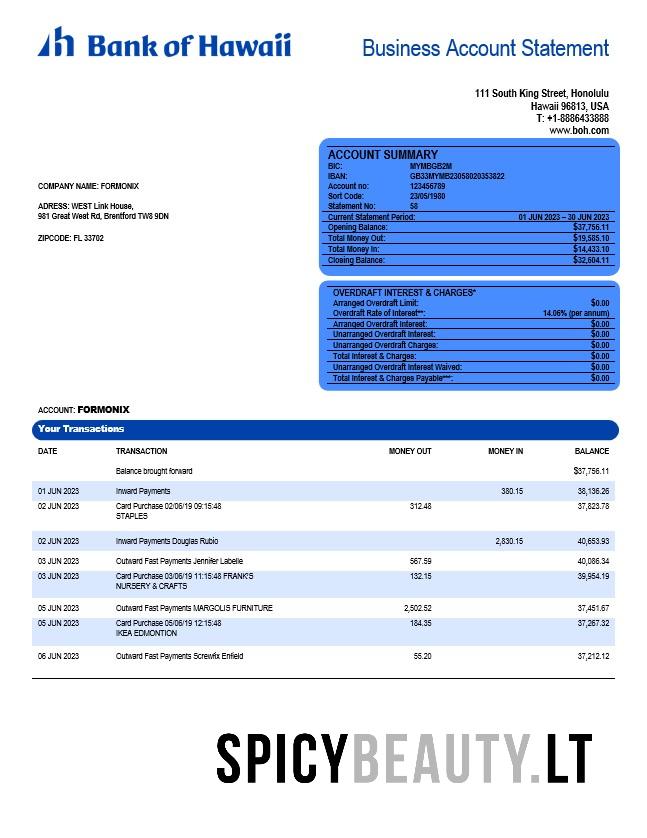 Bank of Hawaii
Business Account Statement
111 South King Street, Honolulu
Hawaii 96813, USA
T: +1-8886433888
www.boh.com
COMPANY NAME: FORMONIX
ADRESS: WEST Link House,
981 Great West Rd, Brentford TW8 9DN
ZIPCODE: FL 33702
ACCOUNT SUMMARY
BIC: MYMBGB2M
IBAN: GB33MYMB23058020353822
Account no: 123456789
Sort Code: 23/05/1980
Statement No: 58
Current Statement Period: 01 JUN 2023 – 30 JUN 2023
Opening Balance: $37,756.11
Total Money Out: $19,585.10
Total Money In: $14,433.10
Closing Balance: $32,604.11
OVERDRAFT INTEREST & CHARGES*
Arranged Overdraft Limit: $0.00
Overdraft Rate of Interest**: 14.06% (per annum)
Arranged Overdraft Interest: $0.00
Unarranged Overdraft Interest: $0.00
Unarranged Overdraft Charges: $0.00
Total Interest & Charges: $0.00
Unarranged Overdraft Interest Waived: $0.00
Total Interest & Charges Payable***: $0.00
ACCOUNT: FORMONIX
Your Transactions
DATE TRANSACTION MONEY OUT MONEY IN BALANCE
Balance brought forward $37,756.11
01 JUN 2023 Inward Payments 380.15 38,136.26
02 JUN 2023 Card Purchase 02/06/19 09:15:48 312.48 37,823.78
STAPLES
02 JUN 2023 Inward Payments Douglas Rubio 2,830.15 40,653.93
03 JUN 2023 Outward Fast Payments Jennifer Labelle 567.59 40,086.34
03 JUN 2023 Card Purchase 03/06/19 11:15:48 FRANK'S 132.15 39,954.19
NURSERY & CRAFTS
05 JUN 2023 Outward Fast Payments MARGOLIS FURNITURE 2,502.52 37,451.67
05 JUN 2023 Card Purchase 05/06/19 12:15:48 184.35 37,267.32
IKEA EDMONTION
06 JUN 2023 Outward Fast Payments Screwfix Enfield 55.20 37,212.12
SPICYBEAUTY.LT